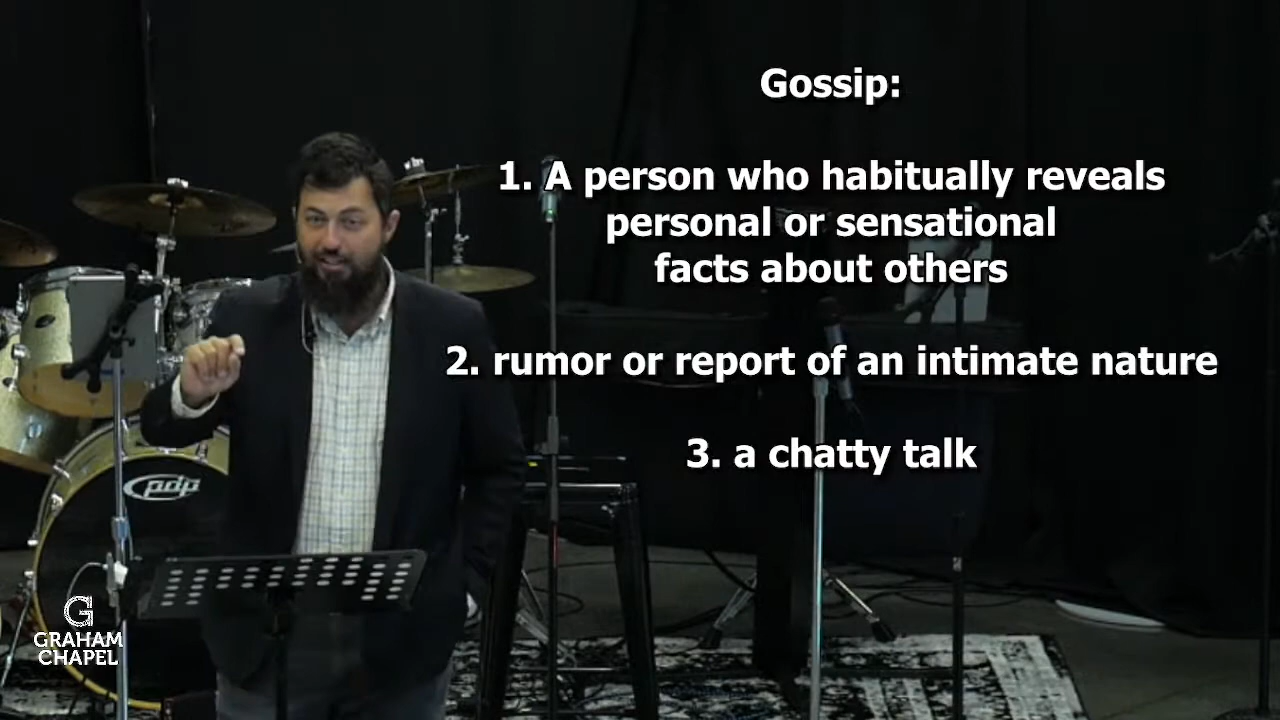 Gossip:
1. A person who habitually reveals
personal or sensational
facts about others
2. rumor or report of an intimate nature
3. a chatty talk
pdp
G
GRAHAM
CHAPEL